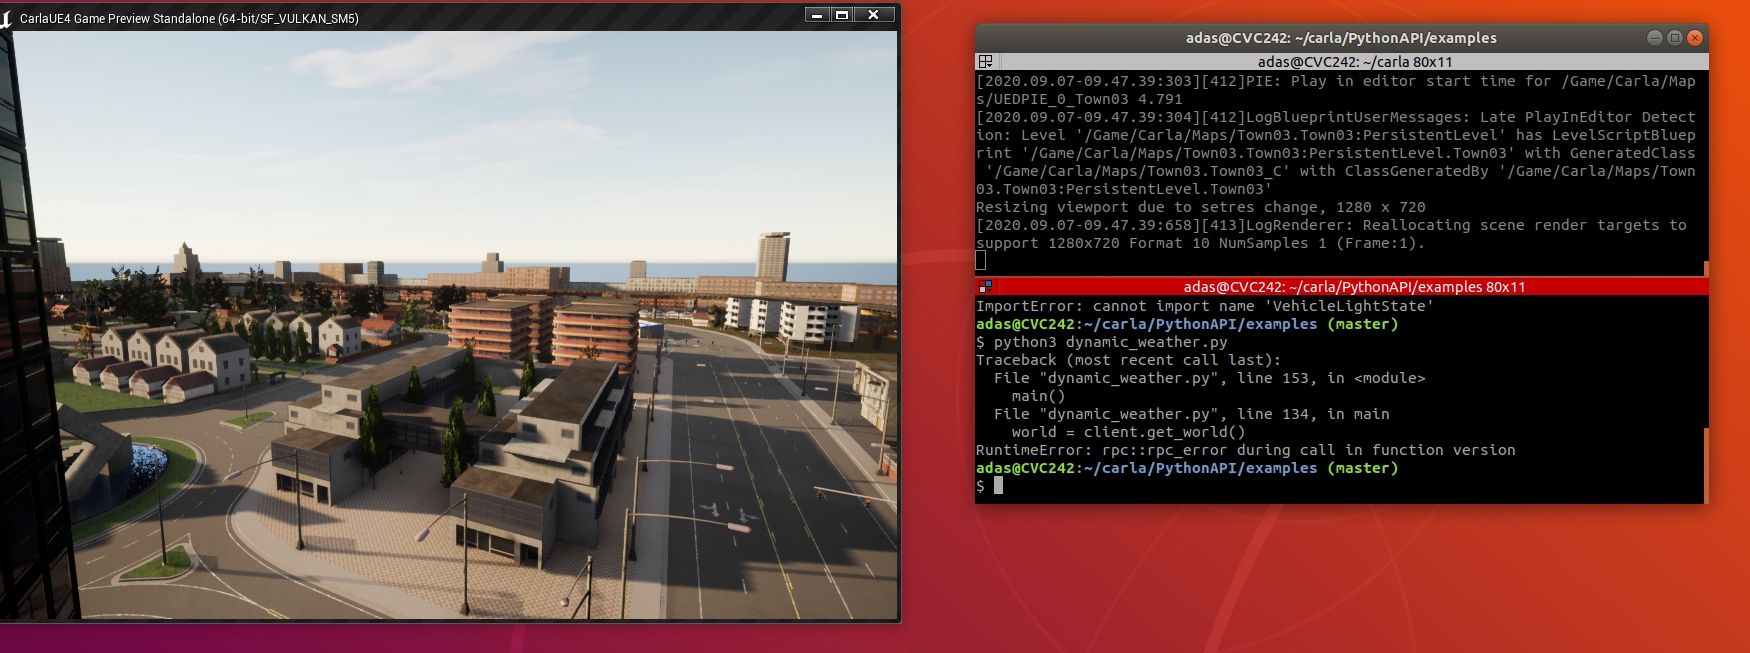 CarlaUE4 Game Preview Standalone (64-bit/SF_VULKAN_SM5)
adas@CVC242: ~/carla/PythonAPI/examples
adas@CVC242: ~/carla 80x11
[2020.09.07-09.47.39:303][412]PIE: Play in editor start time for /Game/Carla/Map
s/UEDPIE_0_Town03 4.791
[2020.09.07-09.47.39:304][412]LogBlueprintUserMessages: Late PlayInEditor Detect
ion: Level '/Game/Carla/Maps/Town03.Town03:PersistentLevel' has LevelScriptBluep
rint '/Game/Carla/Maps/Town03.Town03:PersistentLevel.Town03' with GeneratedClass
 '/Game/Carla/Maps/Town03.Town03_C' with ClassGeneratedBy '/Game/Carla/Maps/Town
03.Town03:PersistentLevel.Town03'
Resizing viewport due to setres change, 1280 x 720
[2020.09.07-09.47.39:658][413]LogRenderer: Reallocating scene render targets to
support 1280x720 Format 10 NumSamples 1 (Frame:1).
adas@CVC242: ~/carla/PythonAPI/examples 80x11
ImportError: cannot import name 'VehicleLightState'
adas@CVC242:~/carla/PythonAPI/examples (master)
$ python3 dynamic_weather.py
Traceback (most recent call last):
  File "dynamic_weather.py", line 153, in <module>
    main()
  File "dynamic_weather.py", line 134, in main
    world = client.get_world()
RuntimeError: rpc::rpc_error during call in function version
adas@CVC242:~/carla/PythonAPI/examples (master)
$